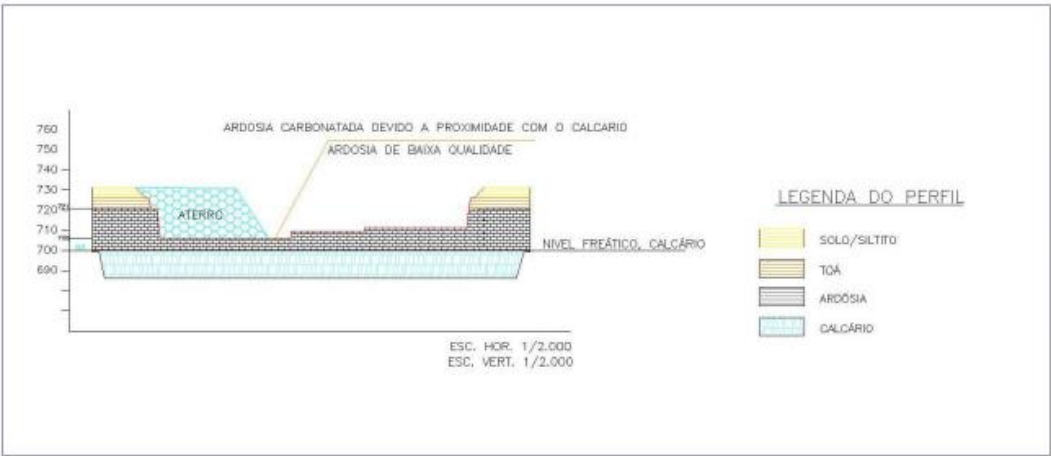 ARDOSIA CARBONATADA DEVIDO A PROXIMIDADE COM O CALCARIO
ARDOSIA DE BAIXA QUALIDADE
760
750
740
730
720
710
700
690
ATERRO
NIVEL FREÁTICO, CALCÁRIO
ESC. HOR. 1/2.000
ESC. VERT. 1/2.000
LEGENDA DO PERFIL
SOLO/SILTITO
TOÁ
ARDÓSIA
CALCÁRIO